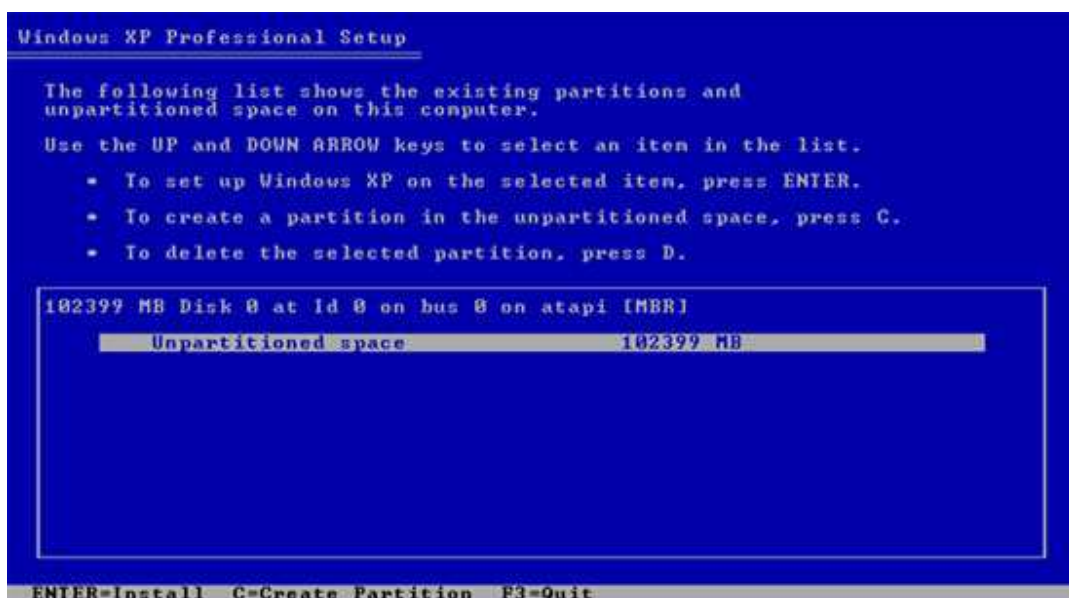 Windows XP Professional Setup
The following list shows the existing partitions and
unpartitioned space on this computer.
Use the UP and DOWN ARROW keys to select an item in the list.
• To set up Windows XP on the selected item, press ENTER.
• To create a partition in the unpartitioned space, press C.
• To delete the selected partition, press D.
102399 MB Disk 0 at Id 0 on bus 0 on atapi [MBR]
Unpartitioned space 102399 MB
ENTER=Install C=Create Partition F3=Quit